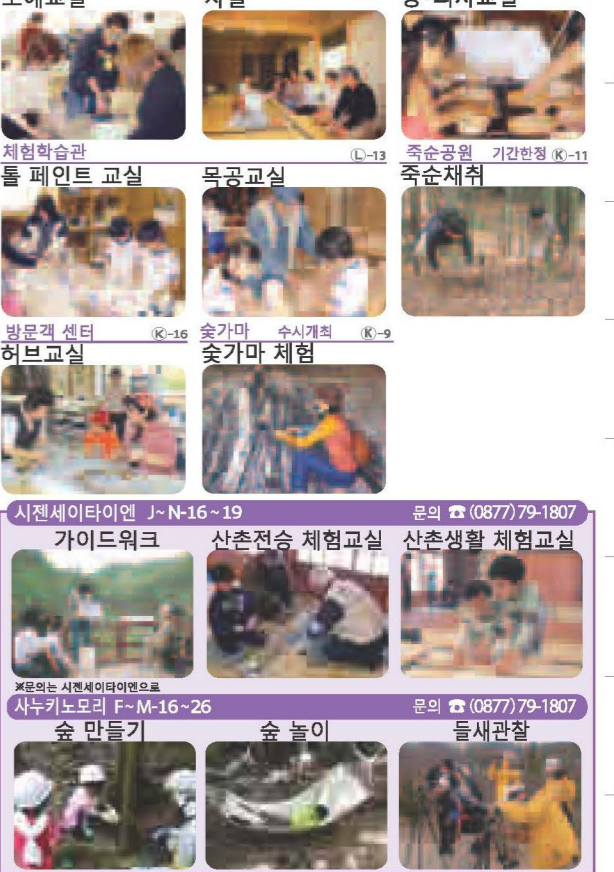 체험학습관 Ⓛ-13
죽순공원 기간한정 Ⓚ-11
톨 페인트 교실 목공교실 죽순채취
방문객 센터 Ⓚ-16
숯가마 수시개최 Ⓚ-9
허브교실 숯가마 체험
시젠세이타이엔 J~N-16~19 문의 ☎(0877)79-1807
가이드워크 산촌전승 체험교실 산촌생활 체험교실
※문의는 시젠세이타이엔으로
사누키노모리 F~M-16~26 문의 ☎(0877)79-1807
숲 만들기 숲 놀이 들새관찰